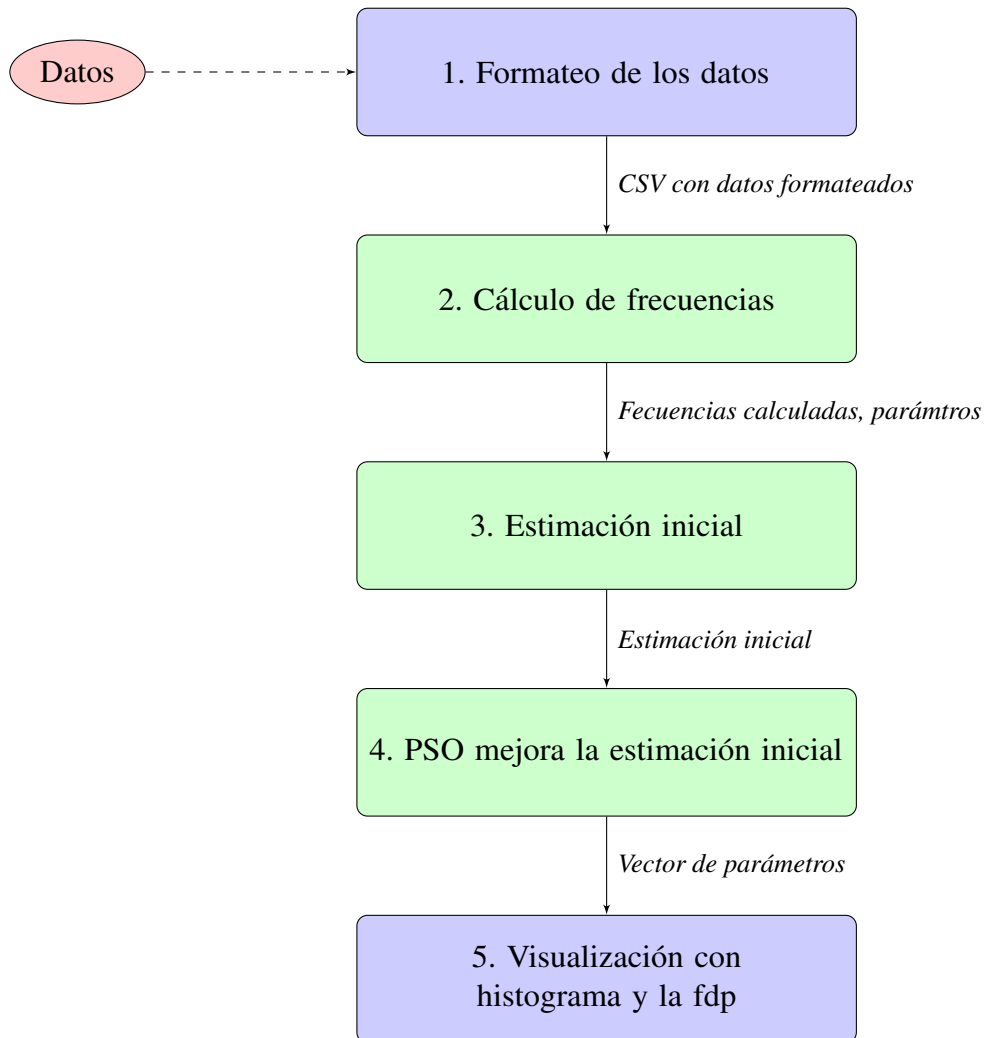 Datos
1. Formateo de los datos
CSV con datos formateados
2. Cálculo de frecuencias
Fecuencias calculadas, parámtros
3. Estimación inicial
Estimación inicial
4. PSO mejora la estimación inicial
Vector de parámetros
5. Visualización con
histograma y la fdp